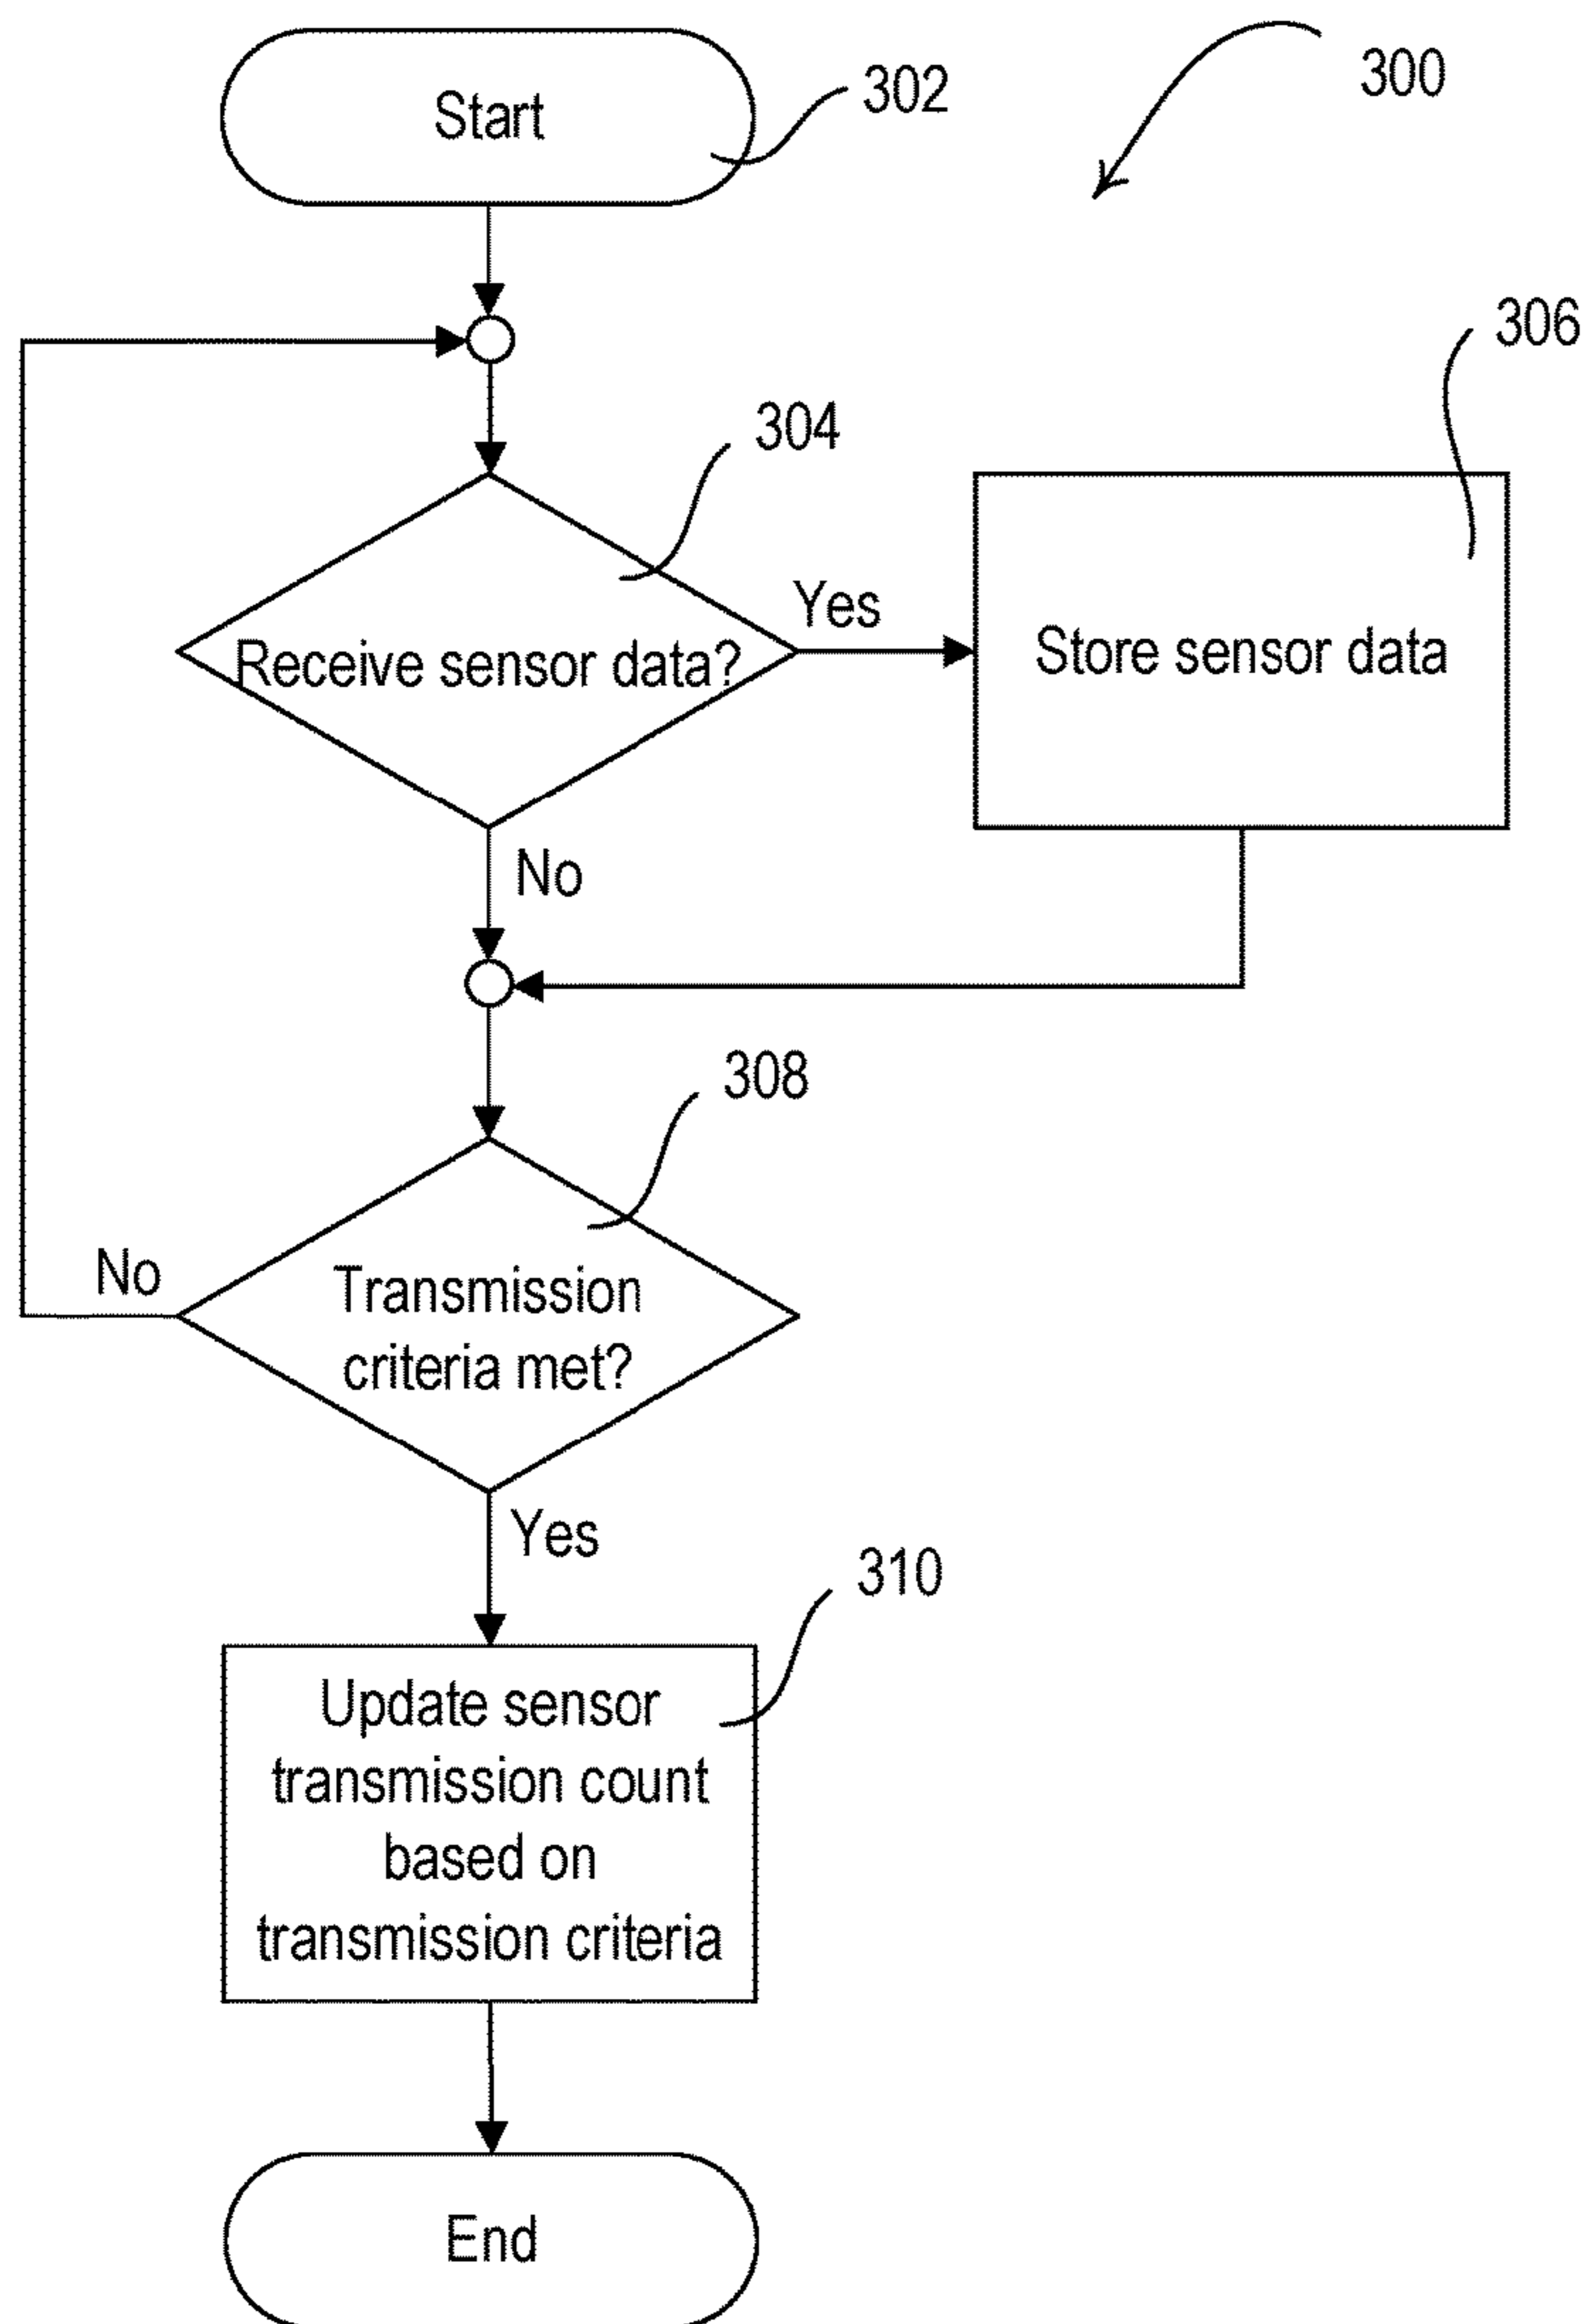 Start
302
300
306
304
Yes
Receive sensor data?
Store sensor data
No
308
No
Transmission
criteria met?
Yes
310
Update sensor
transmission count
based on
transmission criteria
End